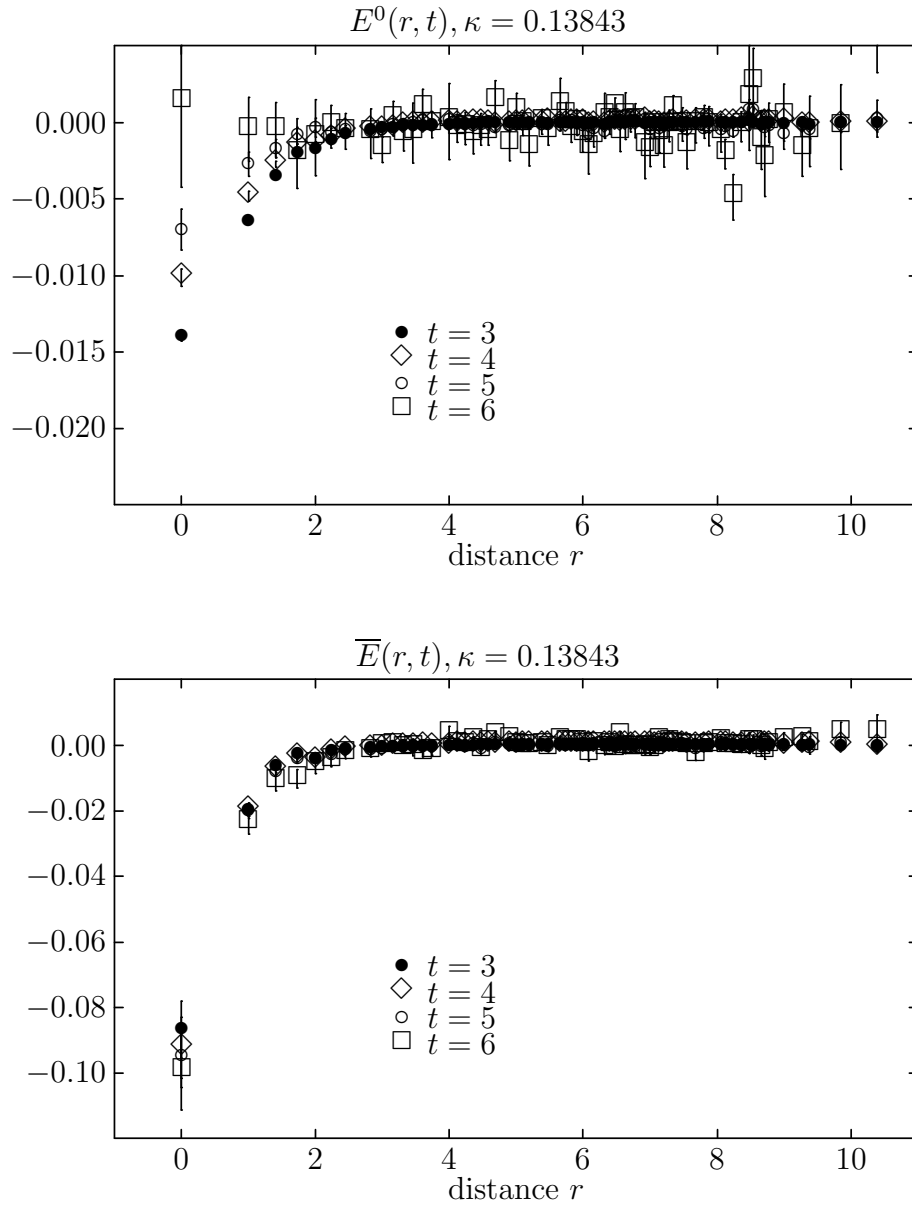 E⁰(r, t), κ = 0.13843
0.000
−0.005
−0.010
−0.015
−0.020
t = 3
t = 4
t = 5
t = 6
0 2 4 6 8 10
distance r
E̅(r, t), κ = 0.13843
0.00
−0.02
−0.04
−0.06
−0.08
−0.10
t = 3
t = 4
t = 5
t = 6
0 2 4 6 8 10
distance r